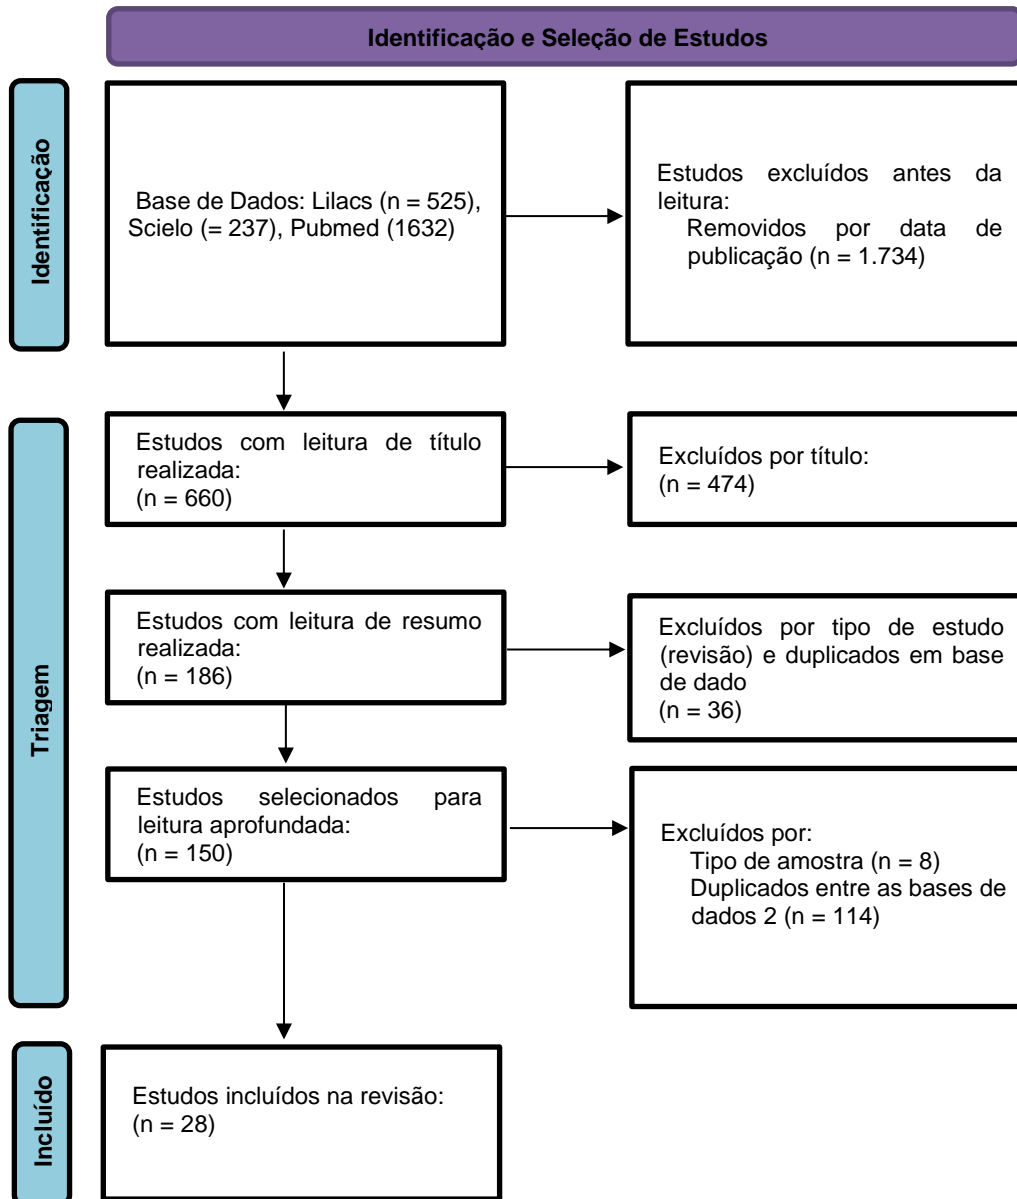 Identificação e Seleção de Estudos
Identificação
Base de Dados: Lilacs (n = 525),
Scielo (= 237), Pubmed (1632)
Estudos excluídos antes da
leitura:
Removidos por data de
publicação (n = 1.734)
Triagem
Estudos com leitura de título
realizada:
(n = 660)
Excluídos por título:
(n = 474)
Estudos com leitura de resumo
realizada:
(n = 186)
Excluídos por tipo de estudo
(revisão) e duplicados em base
de dado
(n = 36)
Estudos selecionados para
leitura aprofundada:
(n = 150)
Excluídos por:
Tipo de amostra (n = 8)
Duplicados entre as bases de
dados 2 (n = 114)
Incluído
Estudos incluídos na revisão:
(n = 28)